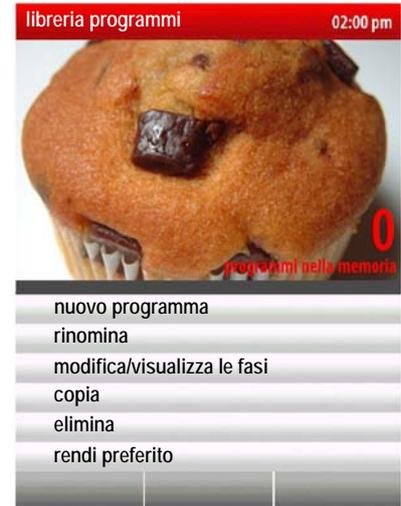 libreria programmi
02:00 pm
0
programmi nella memoria
nuovo programma
rinomina
modifica/visualizza le fasi
copia
elimina
rendi preferito